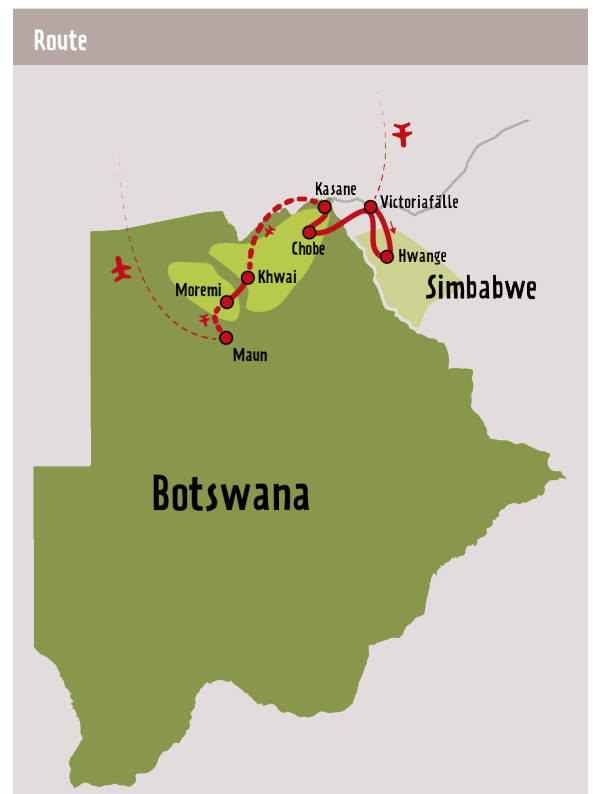 Route
Kasane
Victoriafälle
Chobe
Hwange
Khwai
Moremi
Simbabwe
Maun
Botswana